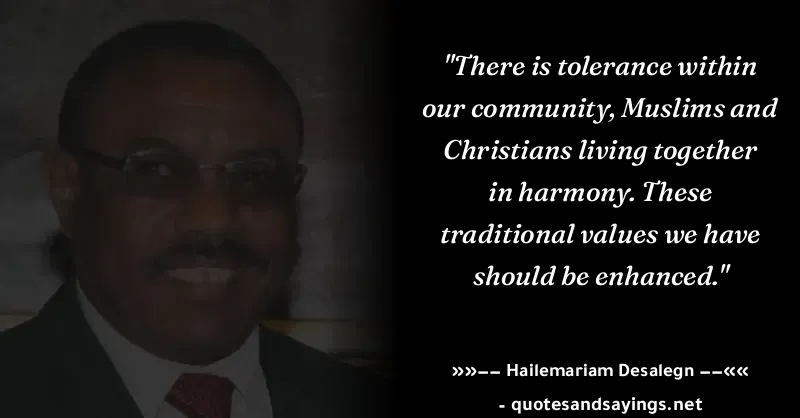 "There is tolerance within
our community, Muslims and
Christians living together
in harmony. These
traditional values we have
should be enhanced."
»»−− Hailemariam Desalegn −−««
- quotesandsayings.net